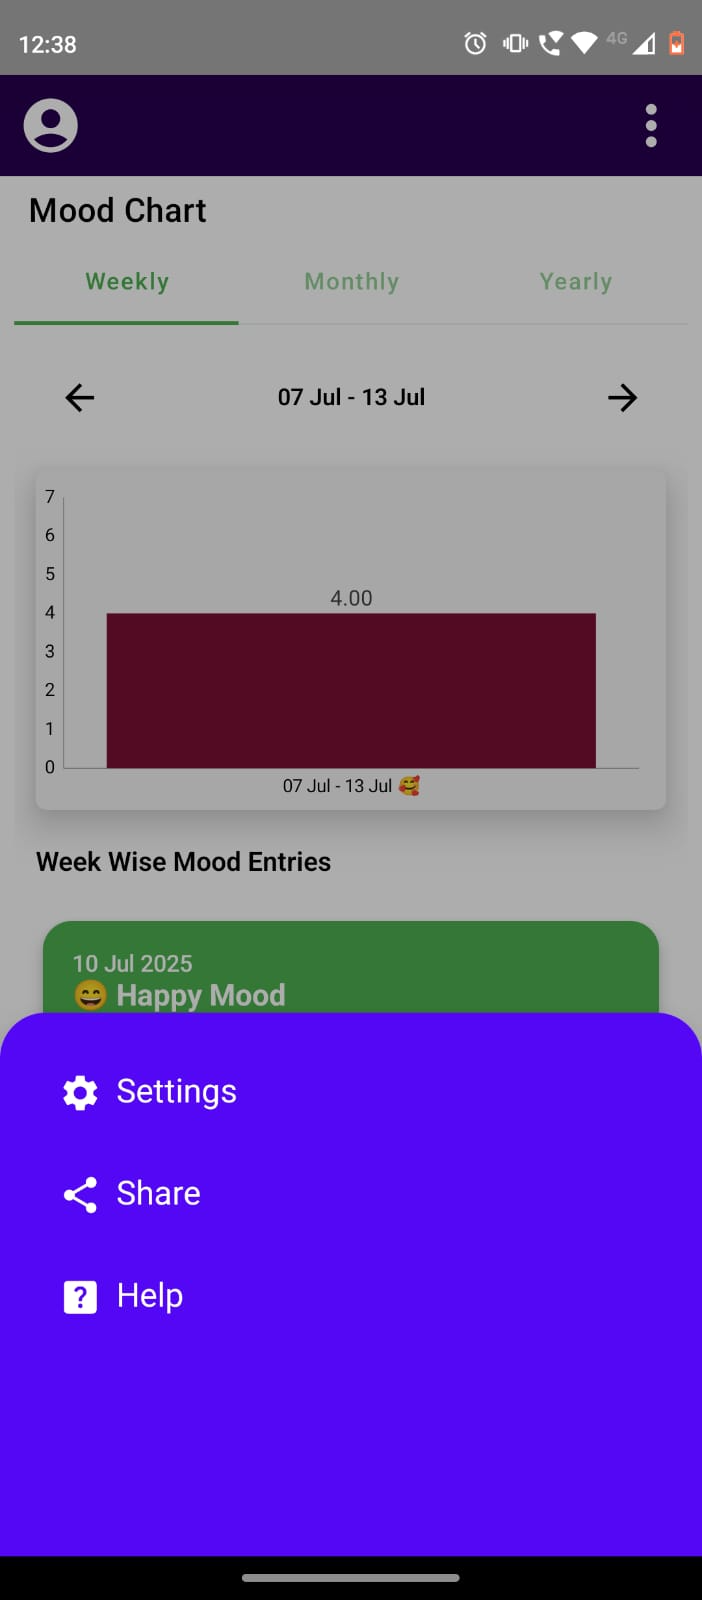 12:38
4G
Mood Chart
Weekly Monthly Yearly
07 Jul - 13 Jul
7
6
5
4.00
4
3
2
1
0
07 Jul - 13 Jul 🥰
Week Wise Mood Entries
10 Jul 2025
😄 Happy Mood
Settings
Share
Help